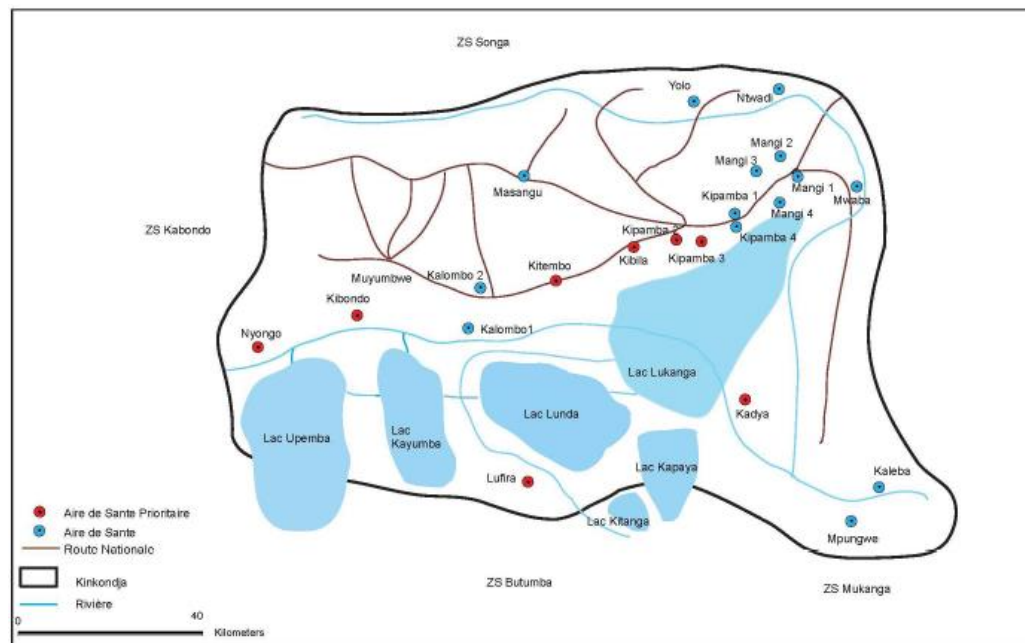 ZS Songa
Yolo
Ntwadi
Mangi 2
Mangi 3
Masangu
Mangi 1
Mwaba
Kipamba 1
Mangi 4
ZS Kabondo
Kipamba 2
Kipamba 4
Kibila
Kipamba 3
Kitembo
Muyumbwe
Kalombo 2
Kibondo
Kalombo1
Nyongo
Lac Lukanga
Kadya
Lac Lunda
Lac Upemba
Lac
Kayumba
Lac Kapaya
Lufira
Kaleba
Lac Kitanga
Mpungwe
Aire de Sante Prioritaire
Aire de Sante
Route Nationale
Kinkondja
Rivière
ZS Butumba
ZS Mukanga
0
40
Kilometers